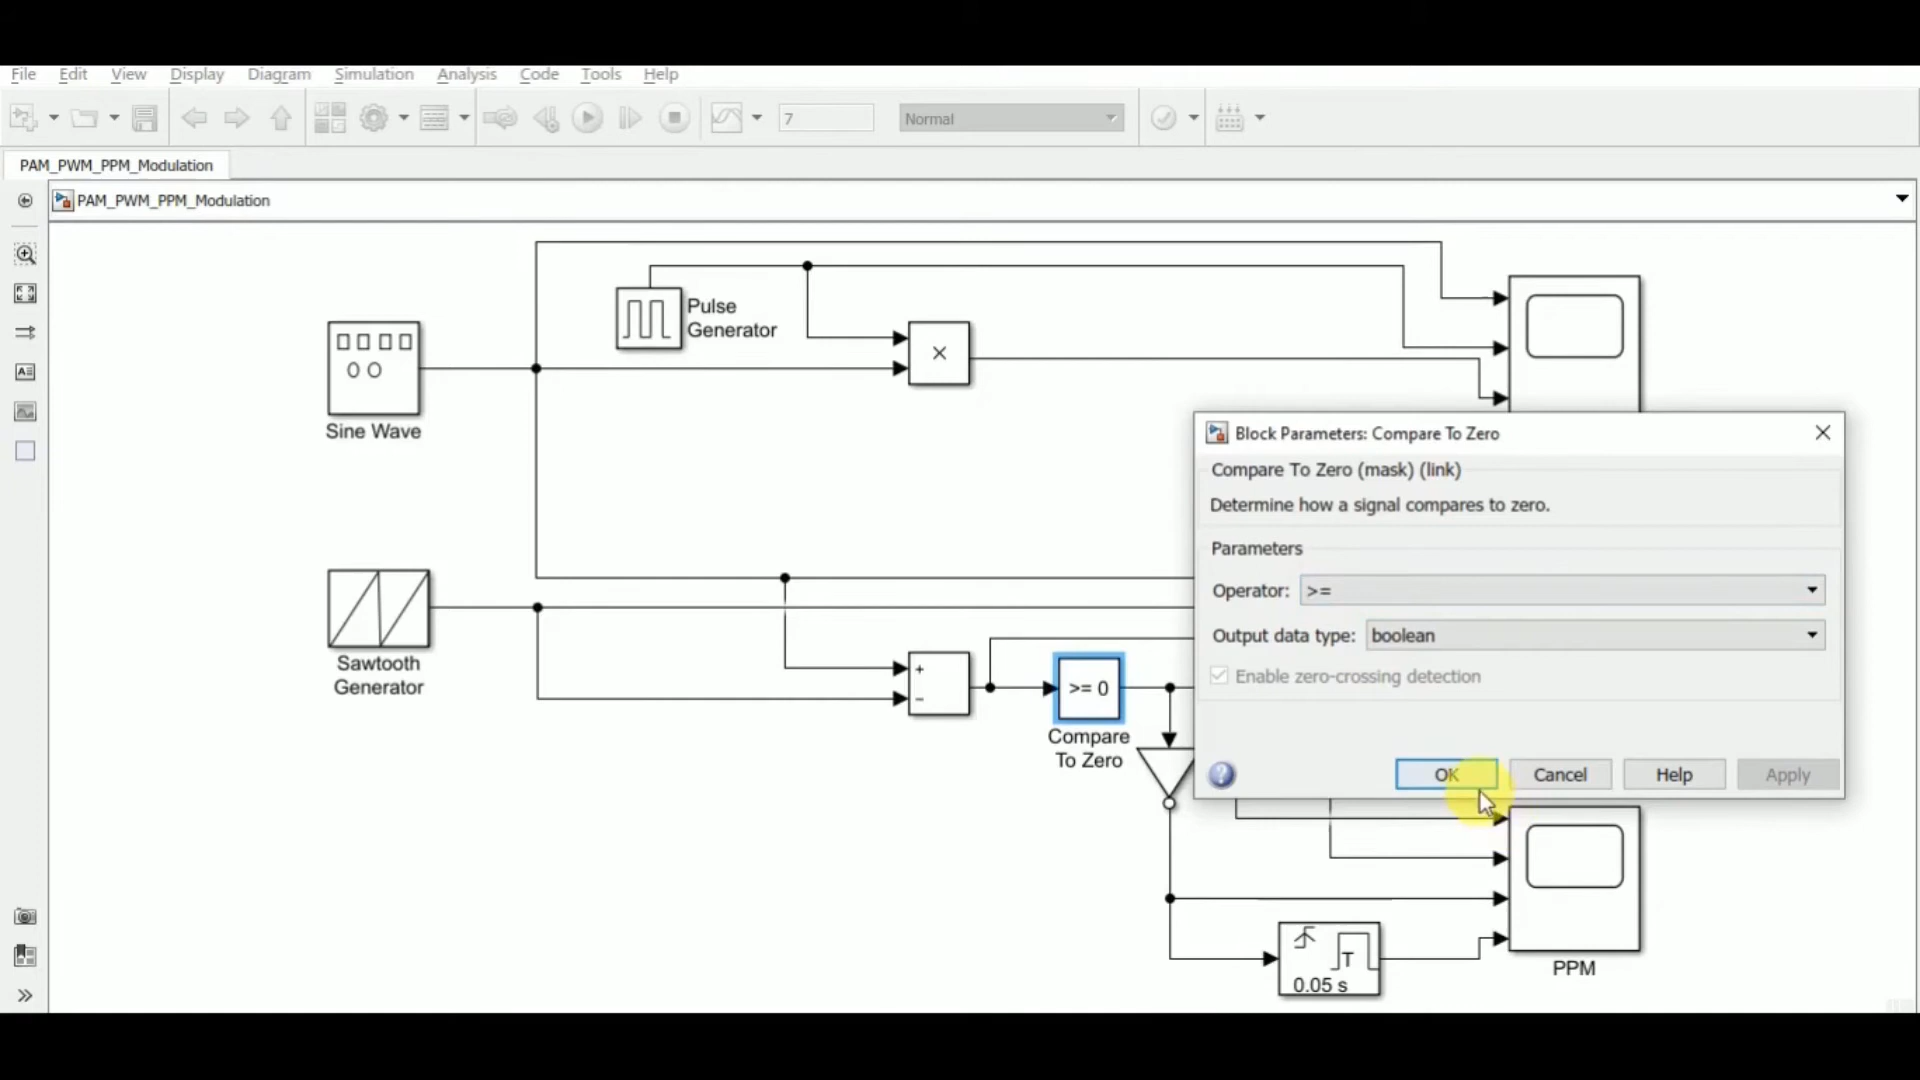 File Edit View Display Diagram Simulation Analysis Code Tools Help
7 Normal
PAM_PWM_PPM_Modulation
PAM_PWM_PPM_Modulation
Pulse
Generator
×
Sine Wave
Block Parameters: Compare To Zero
Compare To Zero (mask) (link)
Determine how a signal compares to zero.
Parameters
Operator: >=
Output data type: boolean
Enable zero-crossing detection
OK Cancel Help Apply
Sawtooth
Generator
+
−
>= 0
Compare
To Zero
T
0.05 s
PPM